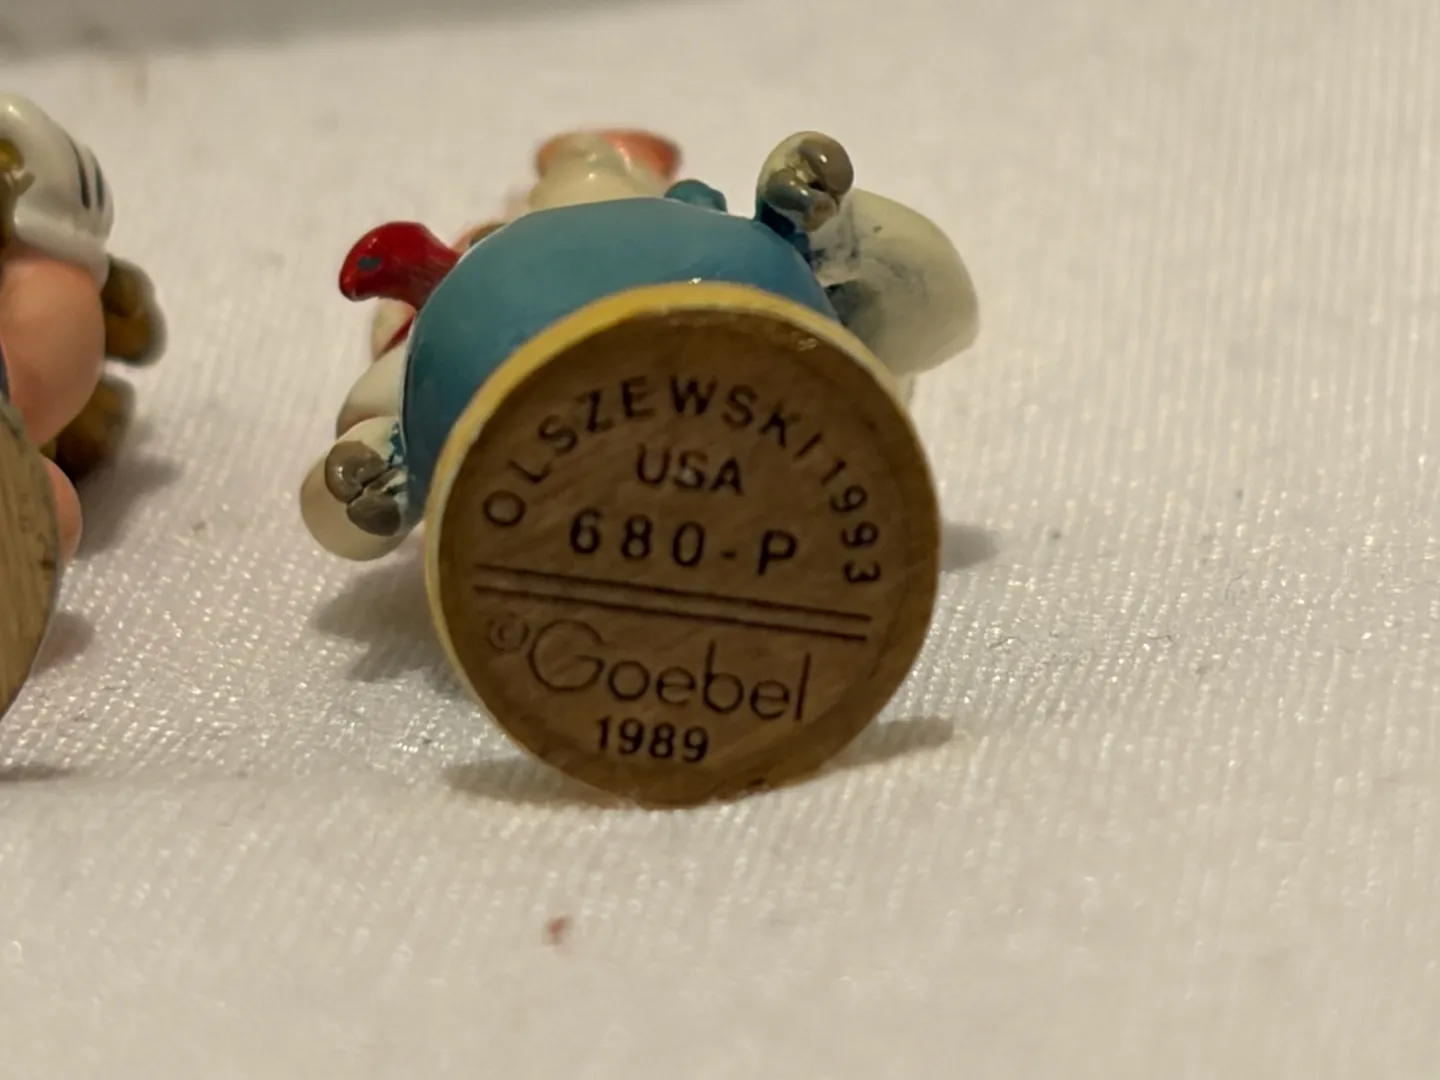 OLSZEWSKI 1993
USA
680-P
©Goebel
1989